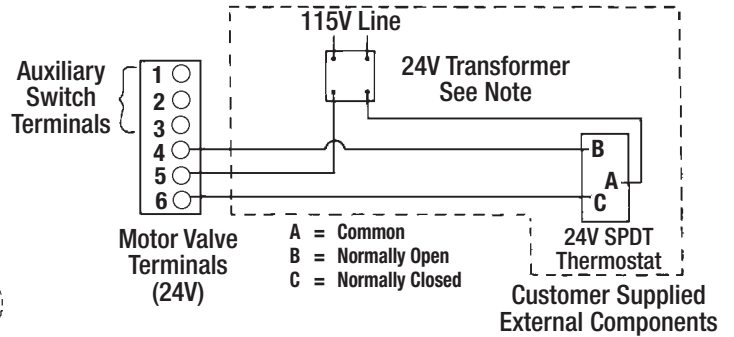 115V Line
Auxiliary
Switch
Terminals
1
2
3
4
5
6
24V Transformer
See Note
B
A
C
Motor Valve
Terminals
(24V)
A = Common
B = Normally Open
C = Normally Closed
24V SPDT
Thermostat
Customer Supplied
External Components